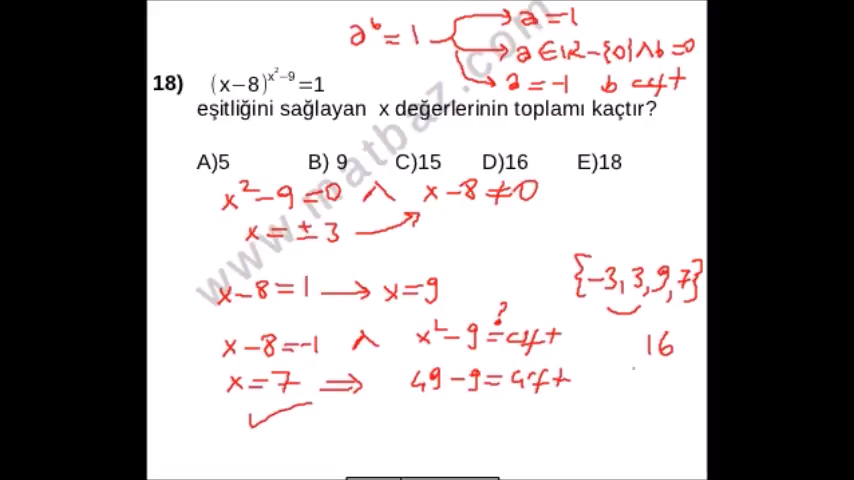 a^b = 1 → a = 1
→ a ∈ IR - {0} ∧ b = 0
→ a = -1 b çift
18) (x−8)^(x²−9) =1
eşitliğini sağlayan x değerlerinin toplamı kaçtır?
A)5 B) 9 C)15 D)16 E)18
x² - 9 = 0 ∧ x - 8 ≠ 0
x = ± 3
x - 8 = 1 → x = 9
{-3, 3, 9, 7}
x - 8 = -1 ∧ x² - 9 =? çift
16
x = 7 ⇒ 49 - 9 = çift
www.matbaz.com